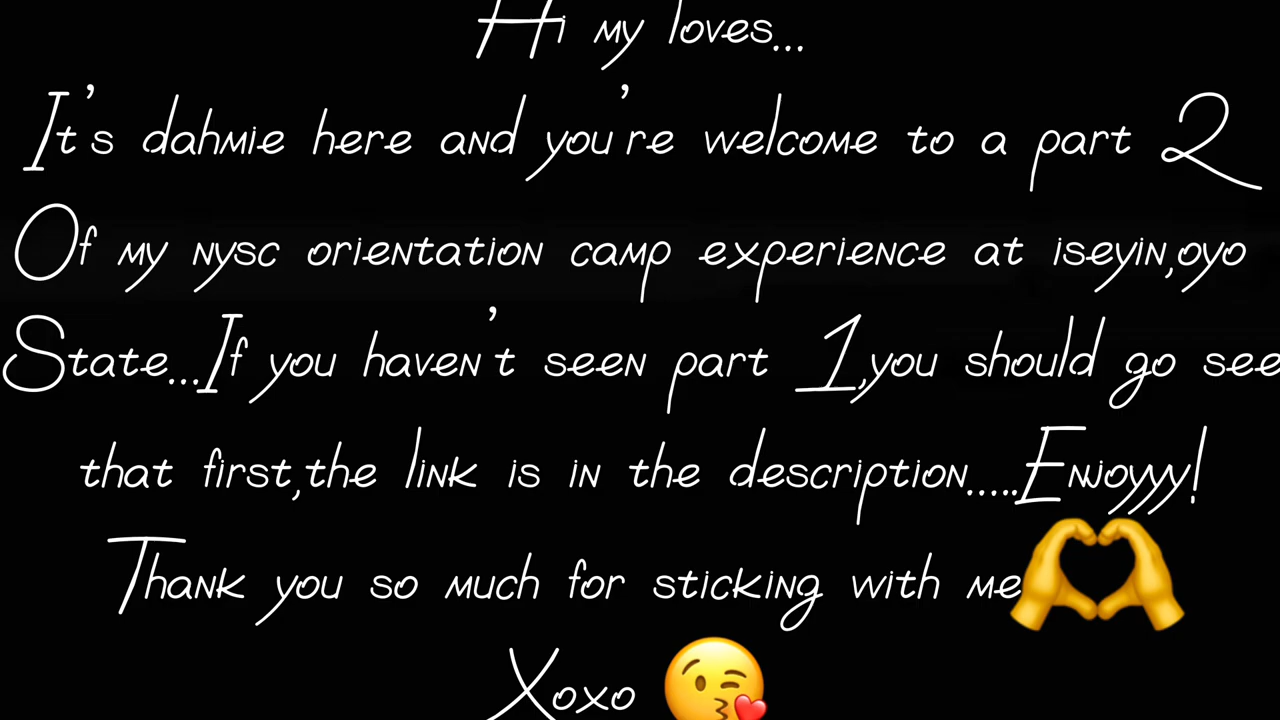 Hi my loves...
It's dahmie here and you're welcome to a part 2
Of my nysc orientation camp experience at iseyin,oyo
State...If you haven't seen part 1,you should go see
that first,the link is in the description.....Enjoyyy!
Thank you so much for sticking with me🫶
Xoxo 😘